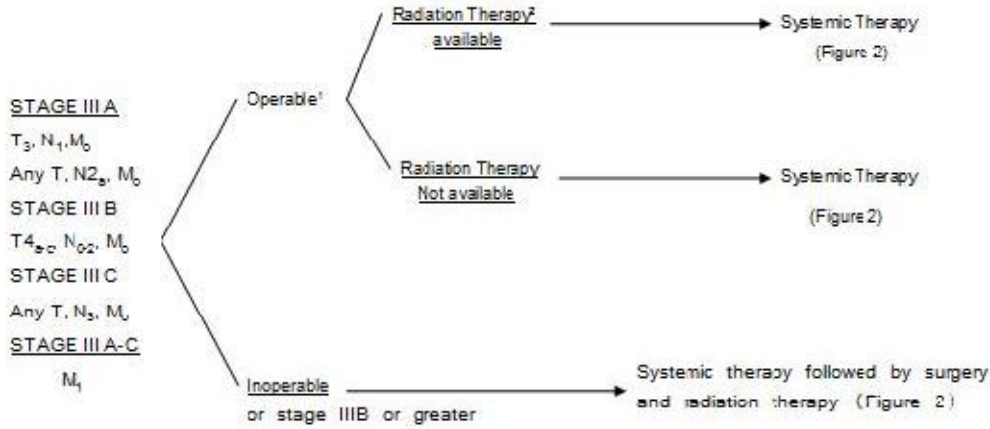 STAGE III A
T3, N1, M0
Any T, N2a, M0
STAGE III B
T4a-c, N0-2, M0
STAGE III C
Any T, N3, M0
STAGE III A-C
M1
Operable¹
Radiation Therapy²
available
Systemic Therapy
(Figure 2)
Radiation Therapy
Not available
Systemic Therapy
(Figure 2)
Inoperable
or stage IIIB or greater
Systemic therapy followed by surgery
and radiation therapy (Figure 2)